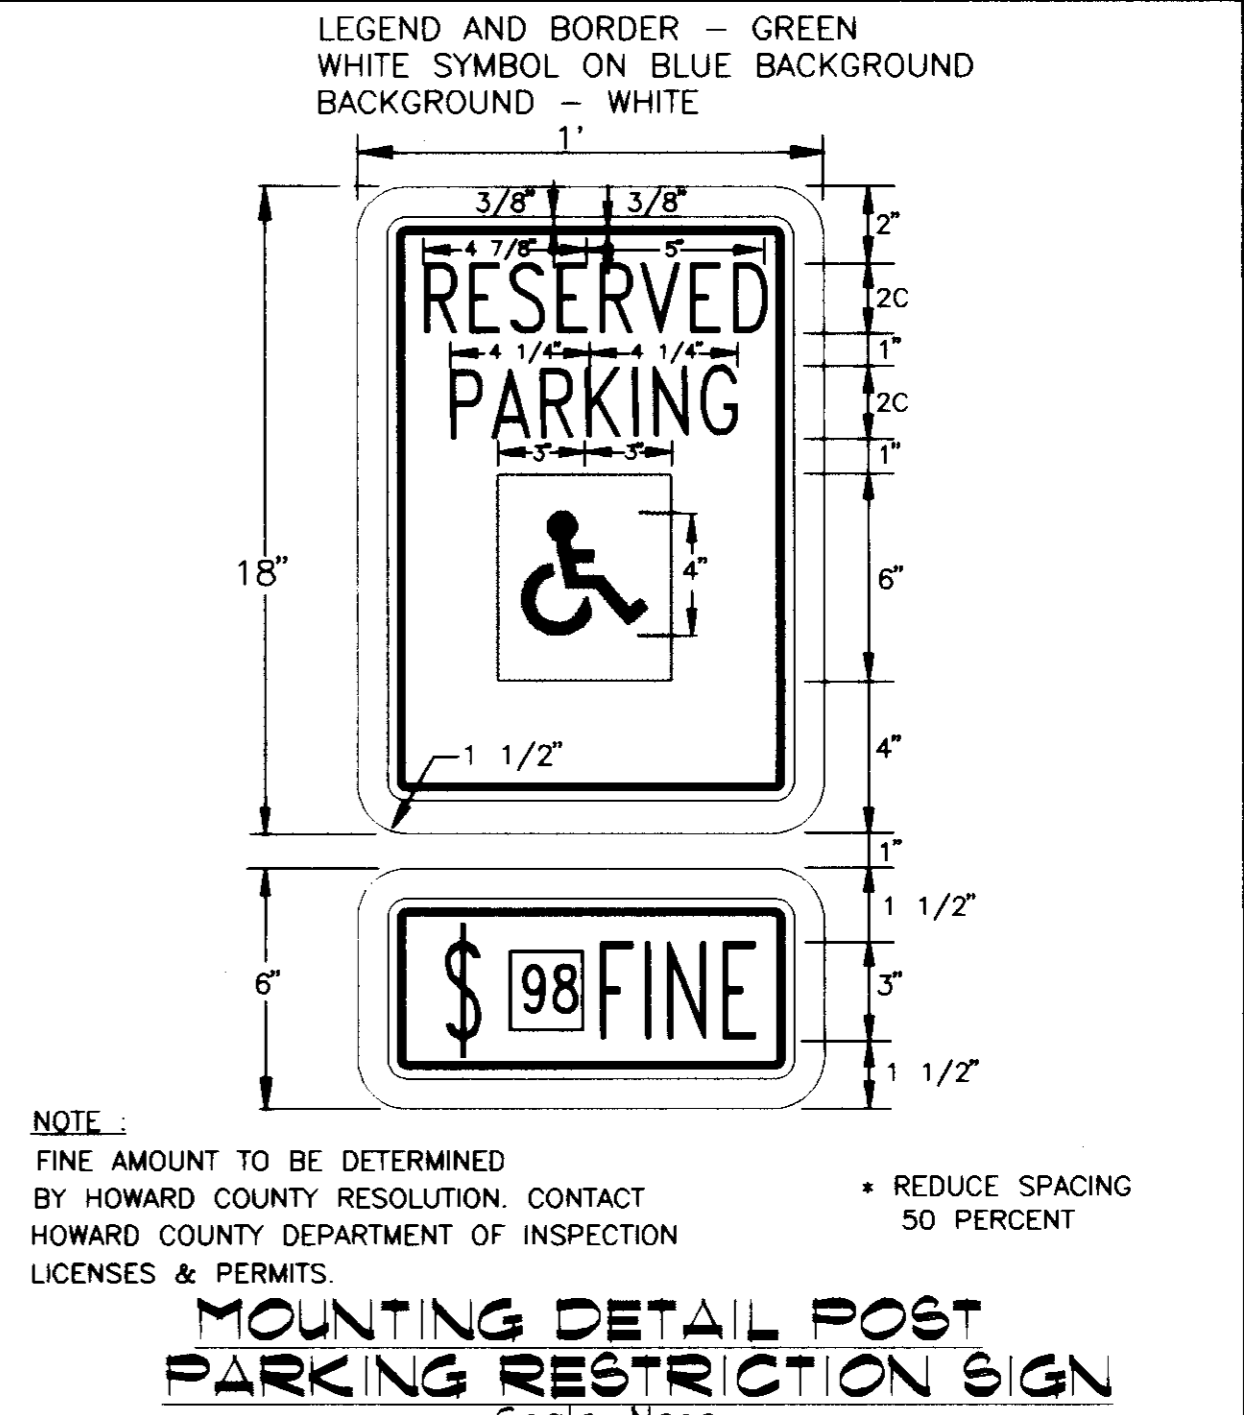 LEGEND AND BORDER – GREEN
WHITE SYMBOL ON BLUE BACKGROUND
BACKGROUND – WHITE
1'
3/8" 3/8"
2"
4 7/8" 5"
RESERVED
2C
4 1/4" 4 1/4"
1"
PARKING
2C
3" 3"
1"
18"
4"
6"
1 1/2"
4"
1"
1 1/2"
6"
$ 98 FINE
3"
1 1/2"
NOTE :
FINE AMOUNT TO BE DETERMINED
BY HOWARD COUNTY RESOLUTION. CONTACT
HOWARD COUNTY DEPARTMENT OF INSPECTION
LICENSES & PERMITS.
* REDUCE SPACING
50 PERCENT
MOUNTING DETAIL POST
PARKING RESTRICTION SIGN